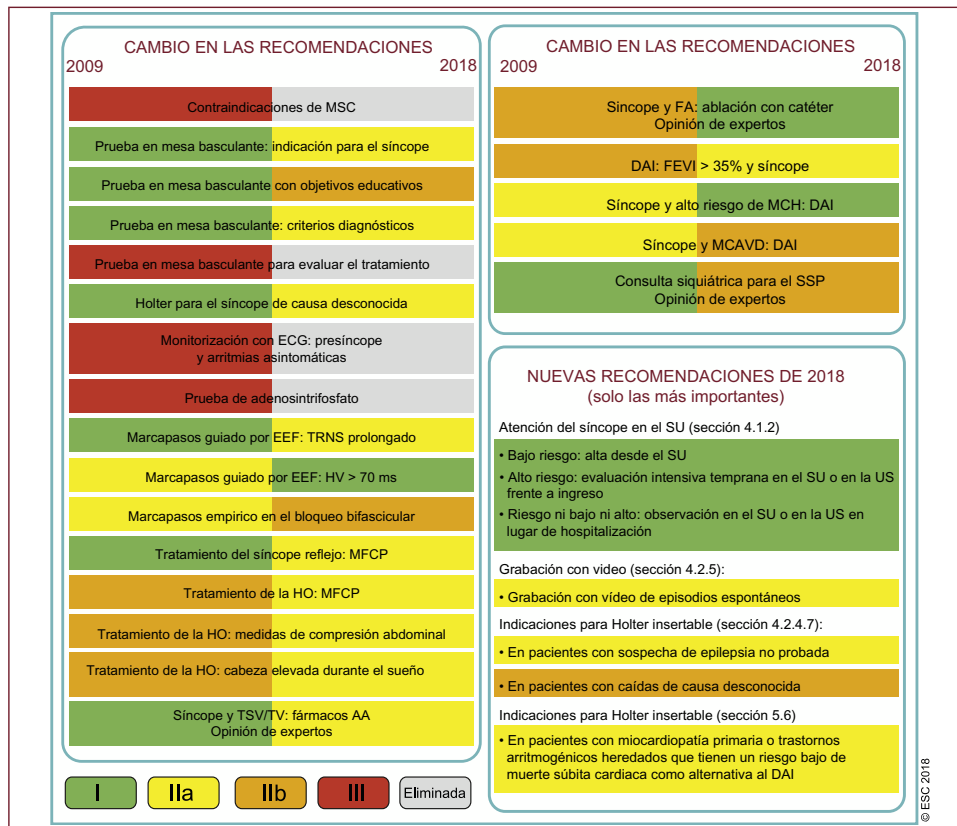 CAMBIO EN LAS RECOMENDACIONES
2009 2018
Contraindicaciones de MSC
Prueba en mesa basculante: indicación para el síncope
Prueba en mesa basculante con objetivos educativos
Prueba en mesa basculante: criterios diagnósticos
Prueba en mesa basculante para evaluar el tratamiento
Holter para el síncope de causa desconocida
Monitorización con ECG: presíncope
y arritmias asintomáticas
Prueba de adenosintrifosfato
Marcapasos guiado por EEF: TRNS prolongado
Marcapasos guiado por EEF: HV > 70 ms
Marcapasos empirico en el bloqueo bifascicular
Tratamiento del síncope reflejo: MFCP
Tratamiento de la HO: MFCP
Tratamiento de la HO: medidas de compresión abdominal
Tratamiento de la HO: cabeza elevada durante el sueño
Síncope y TSV/TV: fármacos AA
Opinión de expertos
I IIa IIb III Eliminada
CAMBIO EN LAS RECOMENDACIONES
2009 2018
Sincope y FA: ablación con catéter
Opinión de expertos
DAI: FEVI > 35% y síncope
Síncope y alto riesgo de MCH: DAI
Síncope y MCAVD: DAI
Consulta siquiátrica para el SSP
Opinión de expertos
NUEVAS RECOMENDACIONES DE 2018
(solo las más importantes)
Atención del síncope en el SU (sección 4.1.2)
• Bajo riesgo: alta desde el SU
• Alto riesgo: evaluación intensiva temprana en el SU o en la US
frente a ingreso
• Riesgo ni bajo ni alto: observación en el SU o en la US en
lugar de hospitalización
Grabación con video (sección 4.2.5):
• Grabación con vídeo de episodios espontáneos
Indicaciones para Holter insertable (sección 4.2.4.7):
• En pacientes con sospecha de epilepsia no probada
• En pacientes con caídas de causa desconocida
Indicaciones para Holter insertable (sección 5.6)
• En pacientes con miocardiopatía primaria o trastornos
arritmogénicos heredados que tienen un riesgo bajo de
muerte súbita cardiaca como alternativa al DAI
© ESC 2018